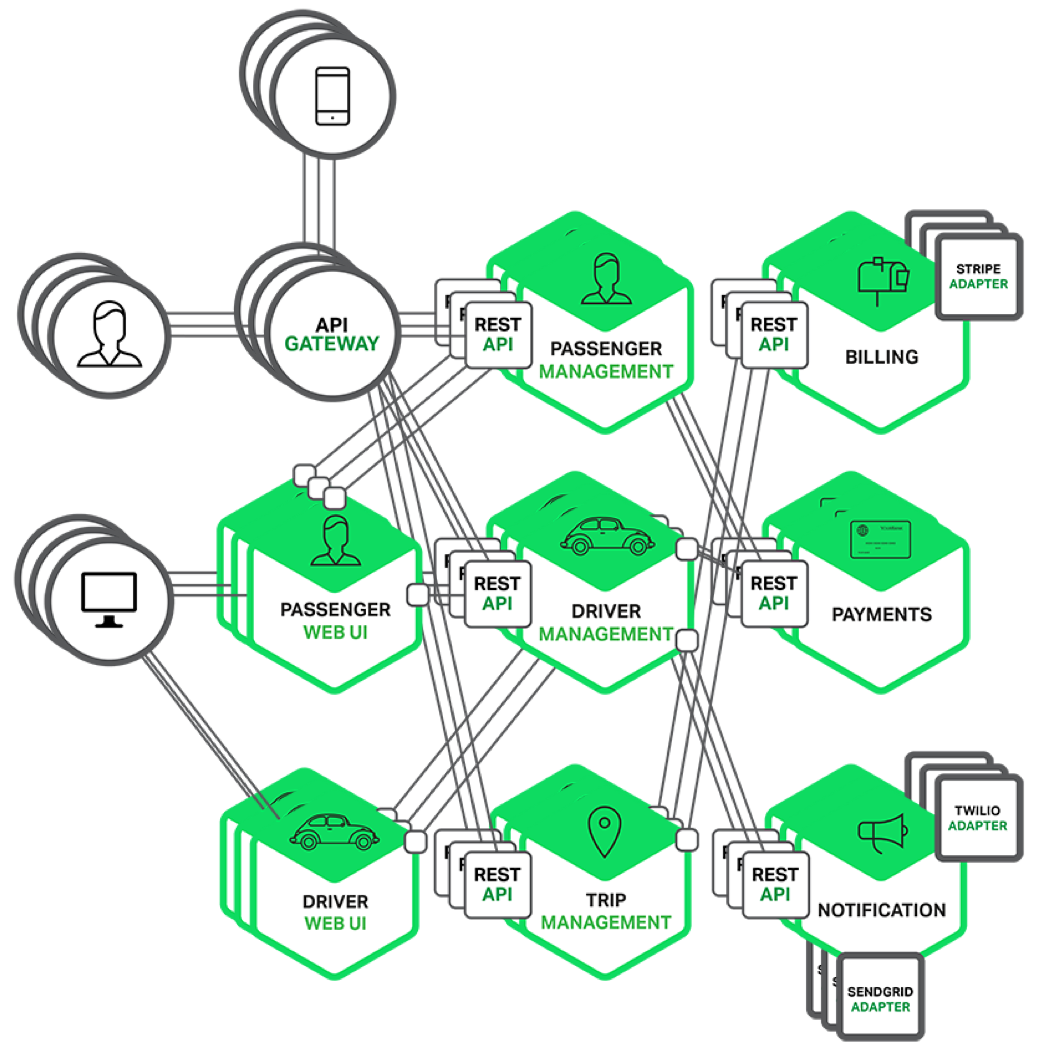 API
GATEWAY
REST
API
PASSENGER
MANAGEMENT
REST
API
BILLING
STRIPE
ADAPTER
PASSENGER
WEB UI
REST
API
DRIVER
MANAGEMENT
REST
API
PAYMENTS
DRIVER
WEB UI
REST
API
TRIP
MANAGEMENT
REST
API
NOTIFICATION
TWILIO
ADAPTER
SENDGRID
ADAPTER